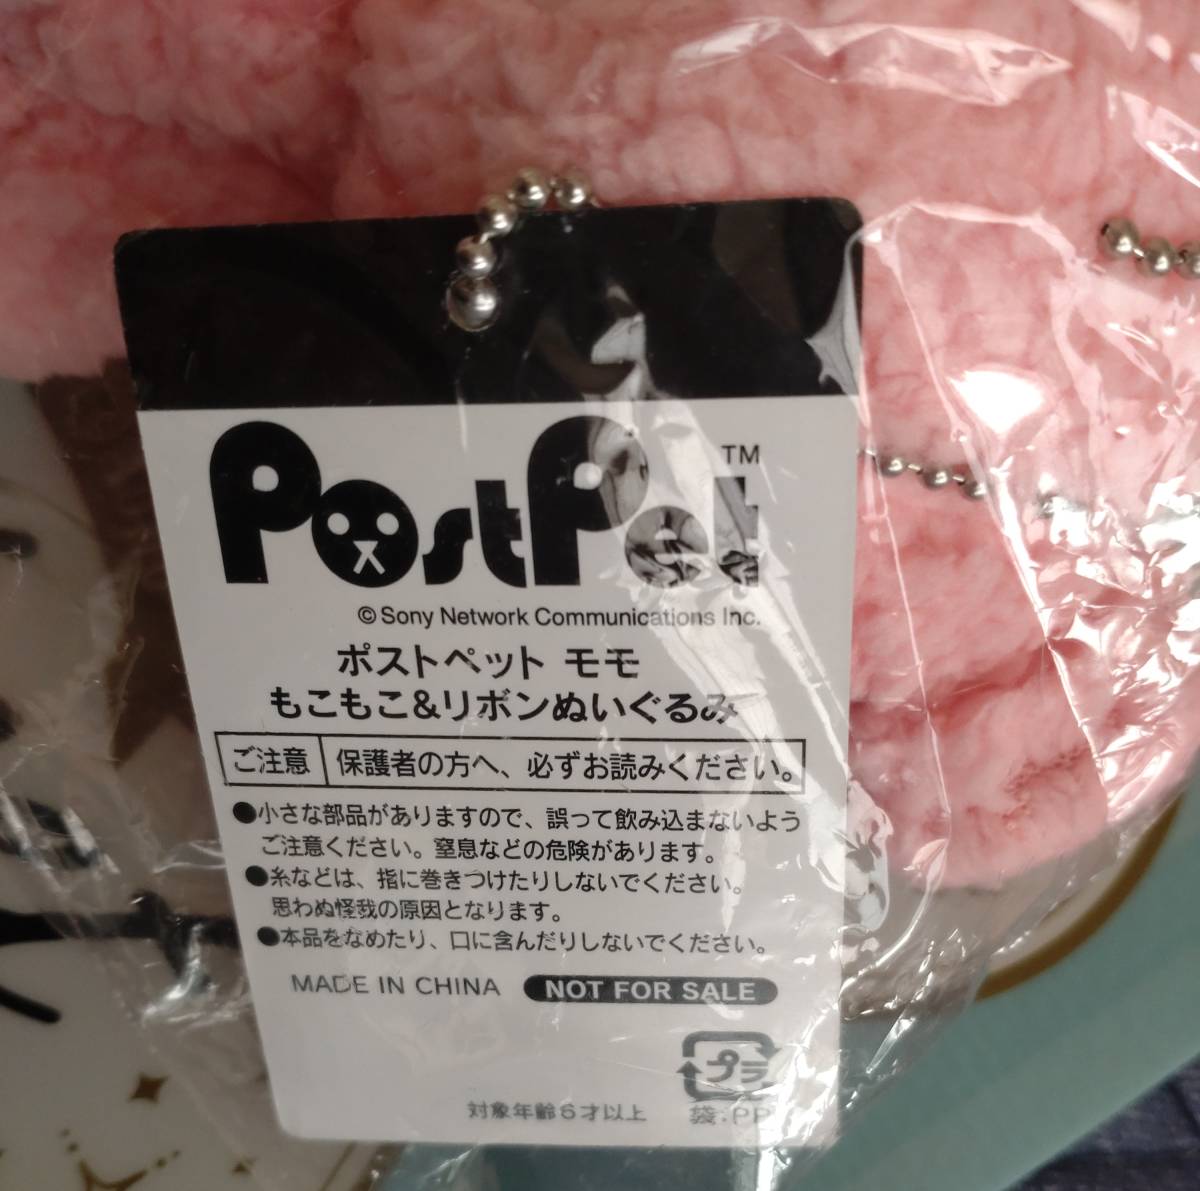 PostPet™
©Sony Network Communications Inc.
ポストペット モモ
もこもこ&リボンぬいぐるみ
ご注意 保護者の方へ、必ずお読みください。
●小さな部品がありますので、誤って飲み込まないよう
ご注意ください。窒息などの危険があります。
●糸などは、指に巻きつけたりしないでください。
思わぬ怪我の原因となります。
●本品をなめたり、口に含んだりしないでください。
MADE IN CHINA NOT FOR SALE
プラ
対象年齢6才以上 袋:PP